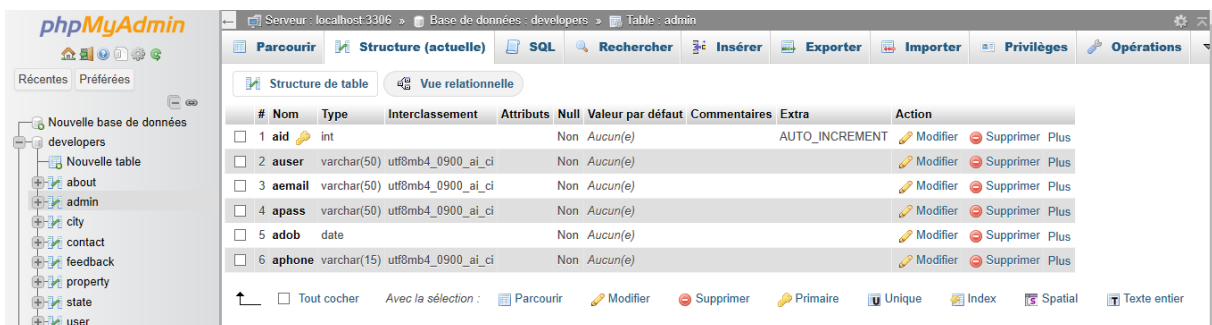 phpMyAdmin
Récentes Préférées
Nouvelle base de données
developers
Nouvelle table
about
admin
city
contact
feedback
property
state
user
Serveur : localhost:3306 » Base de données : developers » Table : admin
Parcourir Structure (actuelle) SQL Rechercher Insérer Exporter Importer Privilèges Opérations
Structure de table Vue relationnelle
# Nom Type Interclassement Attributs Null Valeur par défaut Commentaires Extra Action
1 aid int Non Aucun(e) AUTO_INCREMENT Modifier Supprimer Plus
2 auser varchar(50) utf8mb4_0900_ai_ci Non Aucun(e) Modifier Supprimer Plus
3 aemail varchar(50) utf8mb4_0900_ai_ci Non Aucun(e) Modifier Supprimer Plus
4 apass varchar(50) utf8mb4_0900_ai_ci Non Aucun(e) Modifier Supprimer Plus
5 adob date Non Aucun(e) Modifier Supprimer Plus
6 aphone varchar(15) utf8mb4_0900_ai_ci Non Aucun(e) Modifier Supprimer Plus
Tout cocher Avec la sélection : Parcourir Modifier Supprimer Primaire Unique Index Spatial Texte entier